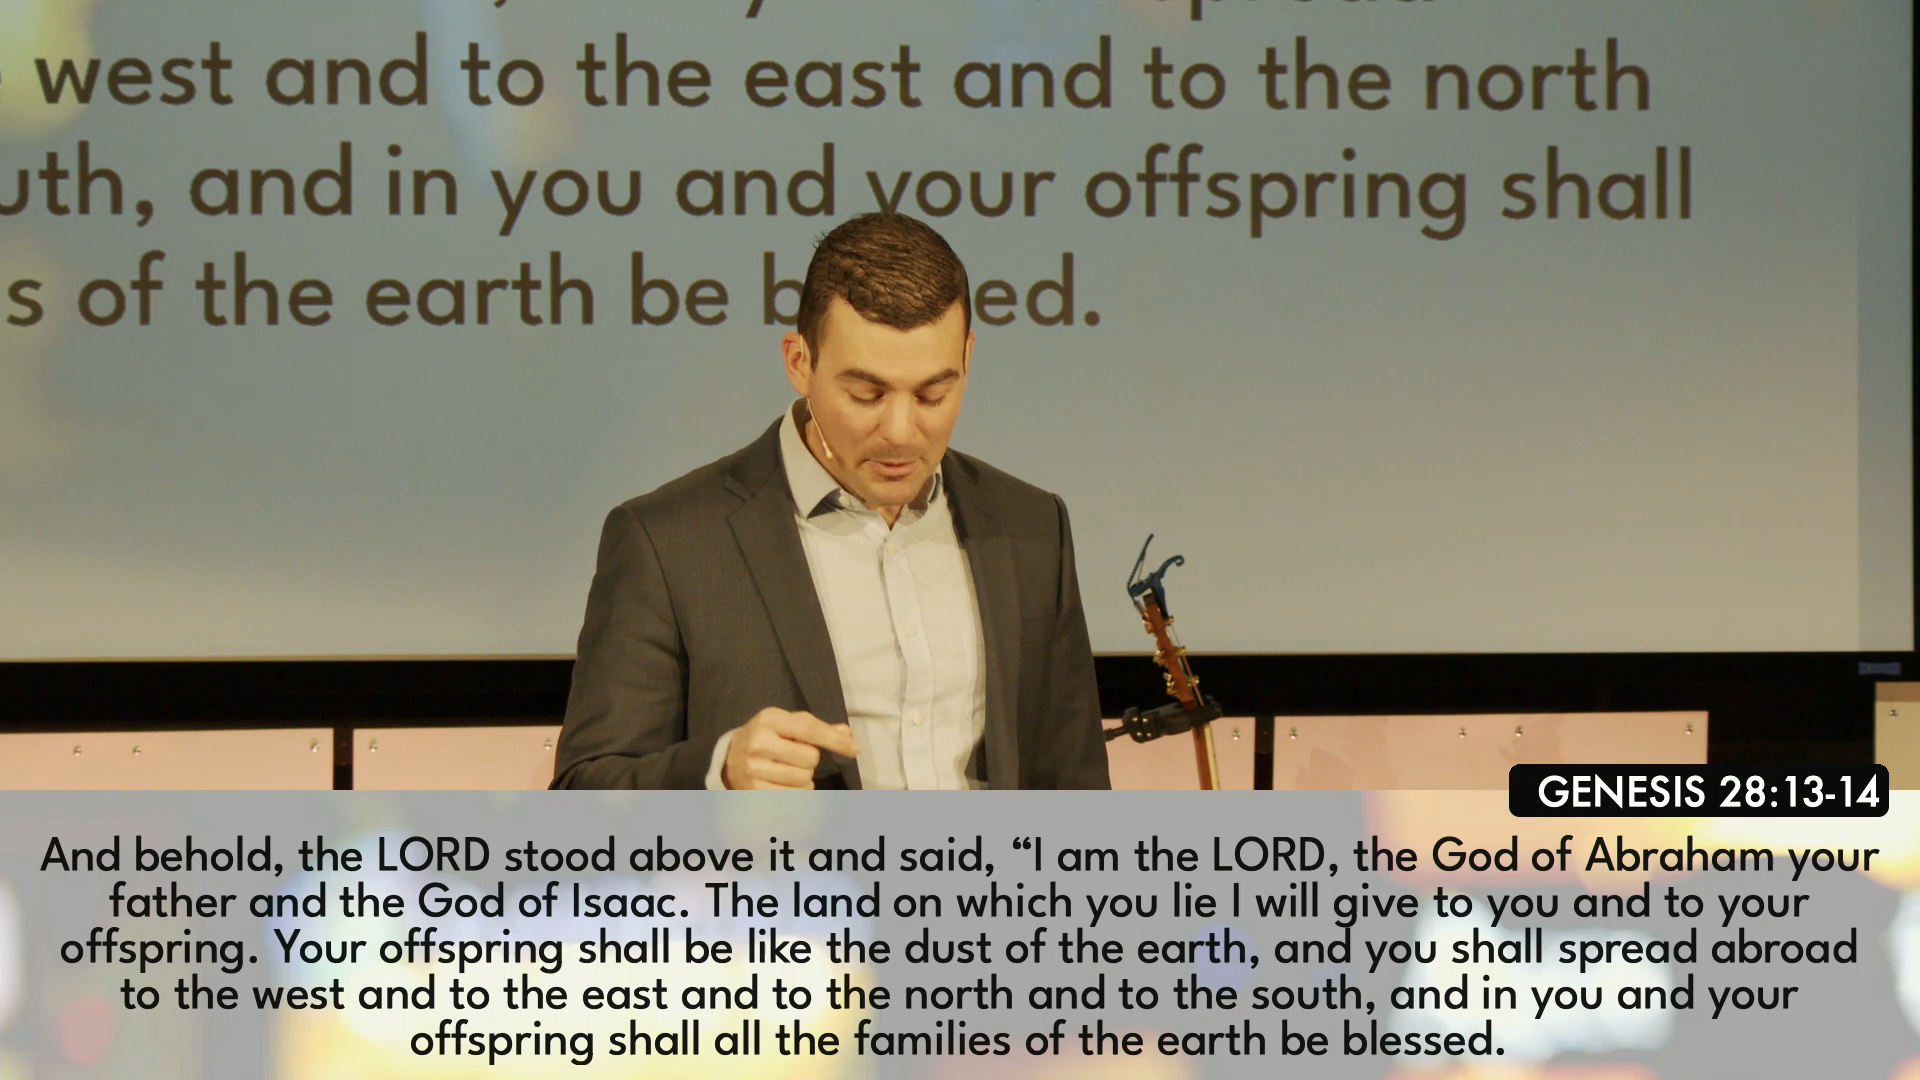 west and to the east and to the north
uth, and in you and your offspring shall
s of the earth be b ed.
GENESIS 28:13-14
And behold, the LORD stood above it and said, “I am the LORD, the God of Abraham your
father and the God of Isaac. The land on which you lie I will give to you and to your
offspring. Your offspring shall be like the dust of the earth, and you shall spread abroad
to the west and to the east and to the north and to the south, and in you and your
offspring shall all the families of the earth be blessed.